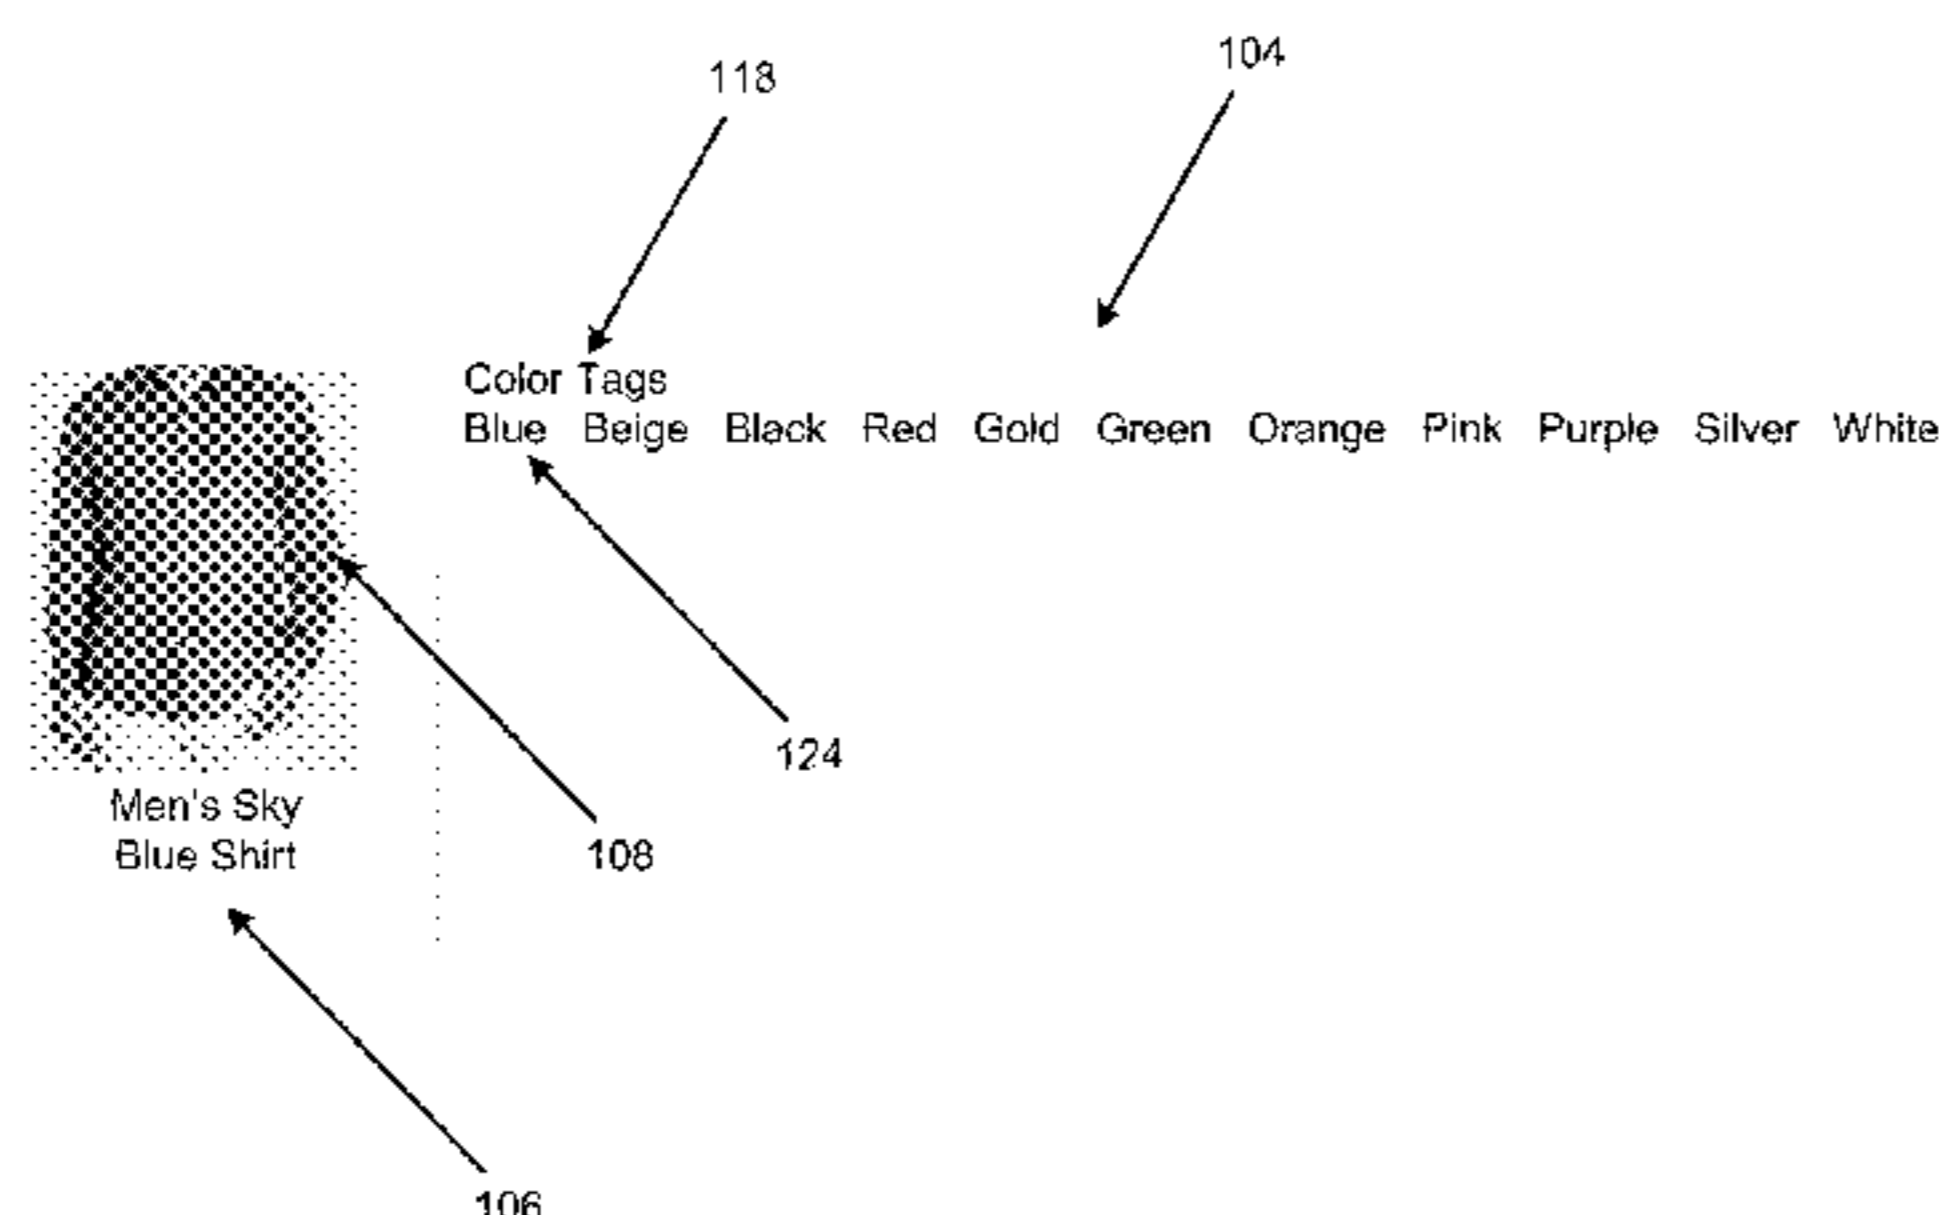 104
118
Color Tags
Blue Beige Black Red Gold Green Orange Pink Purple Silver White
124
Men's Sky
Blue Shirt
108
106